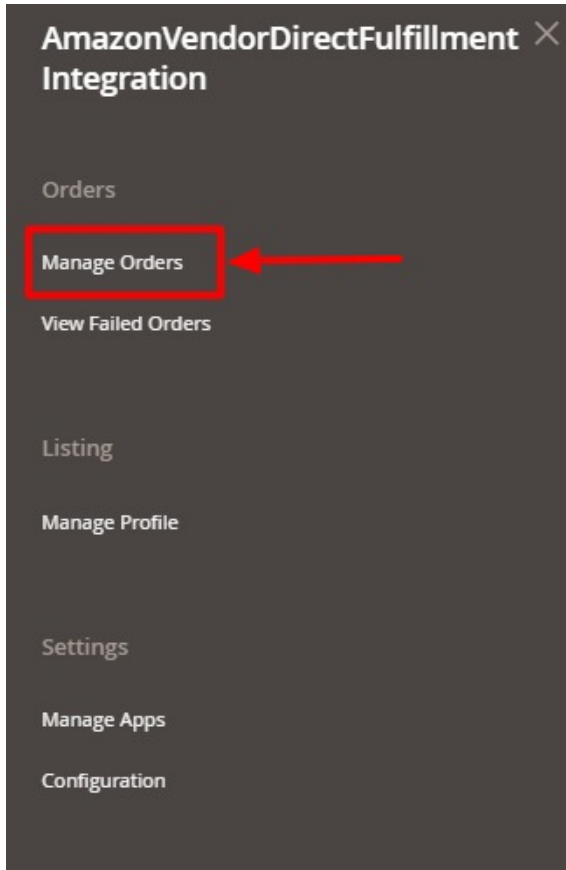 AmazonVendorDirectFulfillment
Integration
Orders
Manage Orders
View Failed Orders
Listing
Manage Profile
Settings
Manage Apps
Configuration